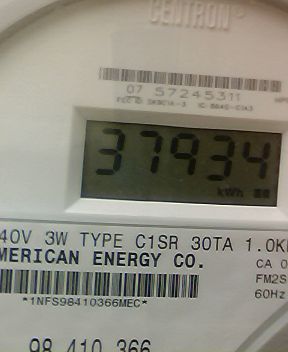 CENTRON®
07 57245311
37934
kWh
40V 3W TYPE C1SR 30TA 1.0K
MERICAN ENERGY CO.
CA 0
FM2S
60Hz
*1NFS98410366MEC*
98 410 366